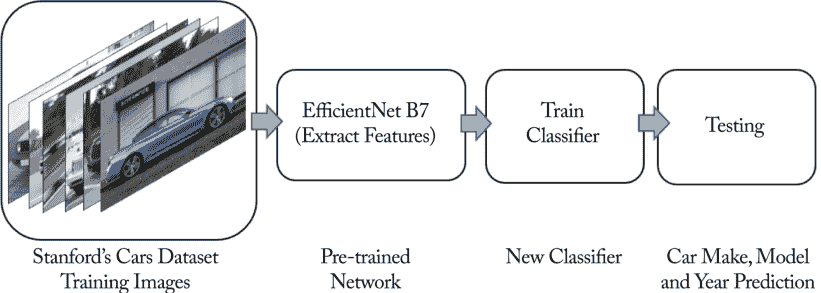 EfficientNet B7
(Extract Features)
Train
Classifier
Testing
Stanford's Cars Dataset
Training Images
Pre-trained
Network
New Classifier
Car Make, Model
and Year Prediction